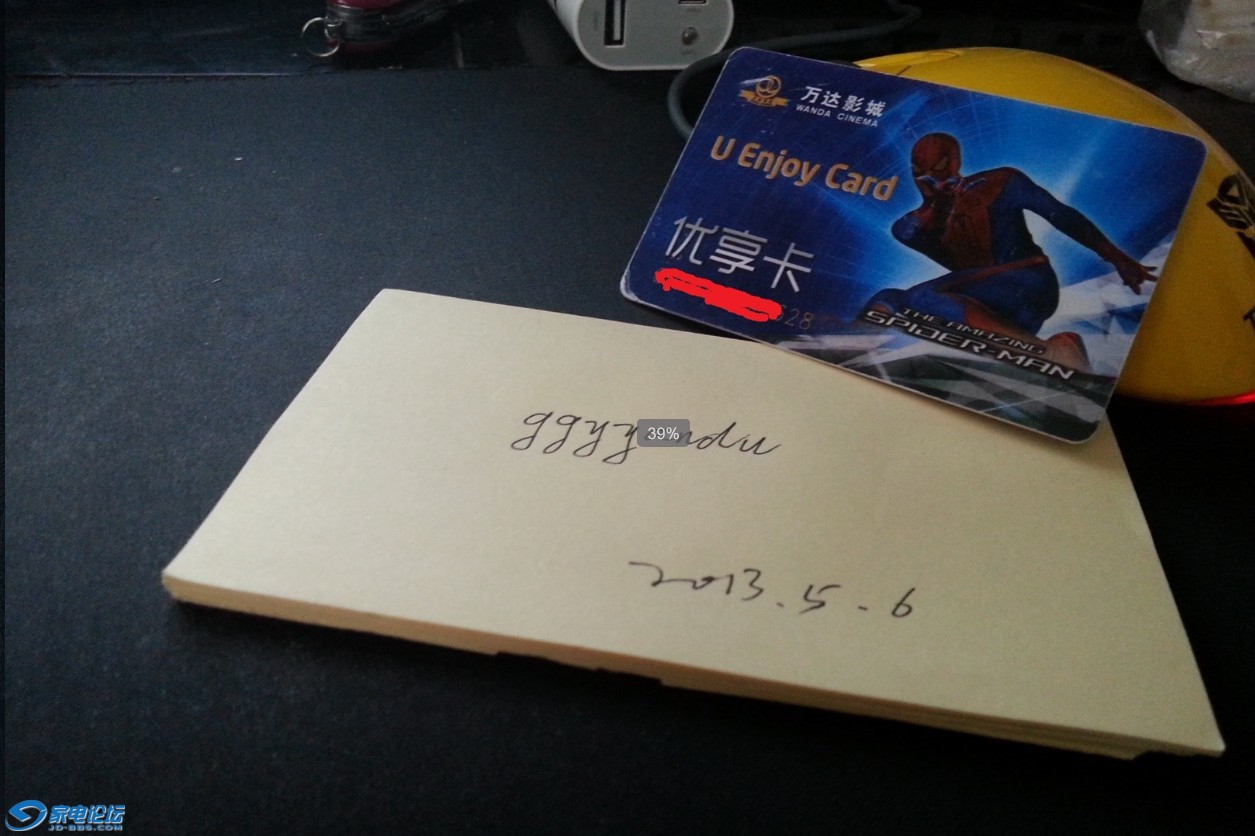 万达影城
WANDA CINEMA
U Enjoy Card
优享卡
628
THE AMAZING
SPIDER-MAN
39%
2013.5.6
家电论坛
JD-BBS.COM